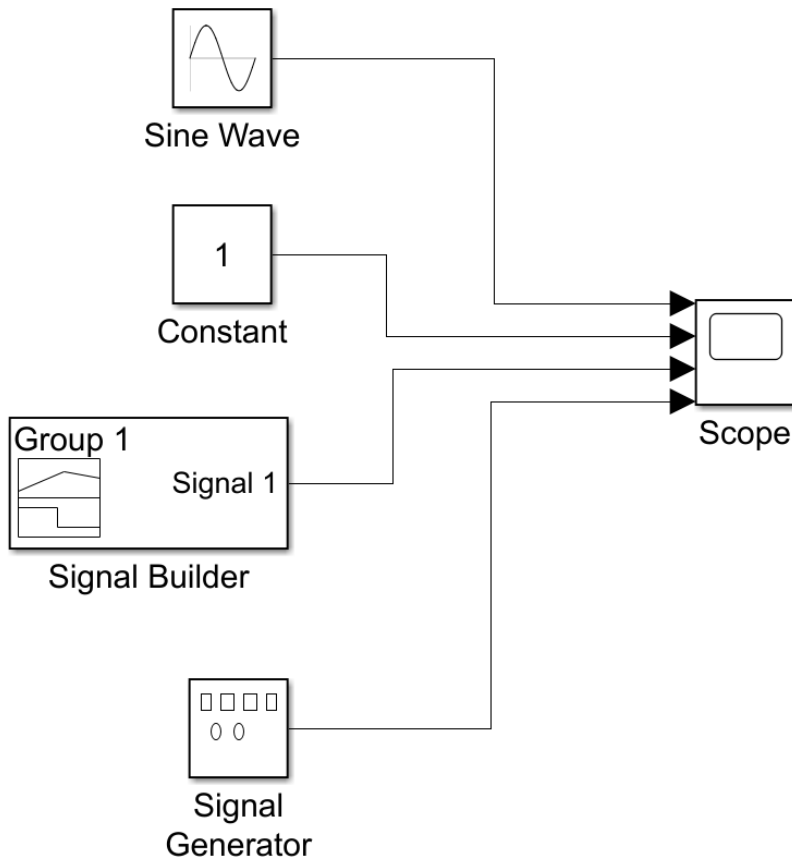 Sine Wave
1
Constant
Group 1
Signal 1
Signal Builder
Scope
Signal
Generator